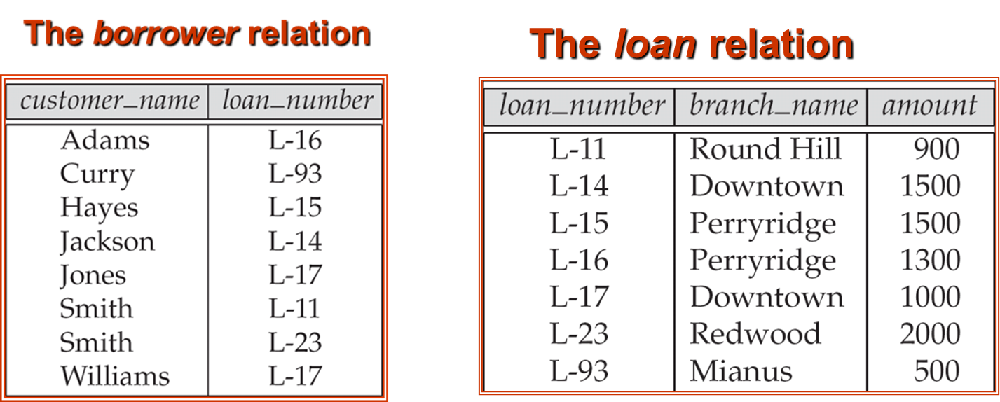 The borrower relation
customer_name loan_number
Adams L-16
Curry L-93
Hayes L-15
Jackson L-14
Jones L-17
Smith L-11
Smith L-23
Williams L-17
The loan relation
loan_number branch_name amount
L-11 Round Hill 900
L-14 Downtown 1500
L-15 Perryridge 1500
L-16 Perryridge 1300
L-17 Downtown 1000
L-23 Redwood 2000
L-93 Mianus 500